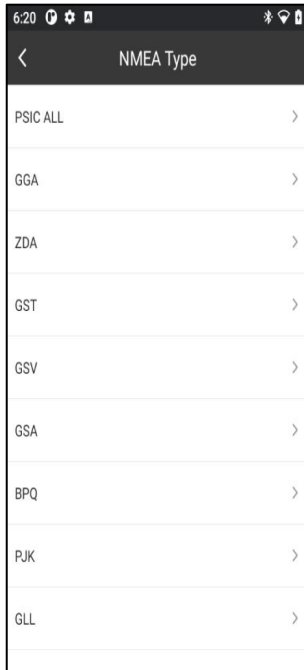 6:20
NMEA Type
PSIC ALL
GGA
ZDA
GST
GSV
GSA
BPQ
PJK
GLL